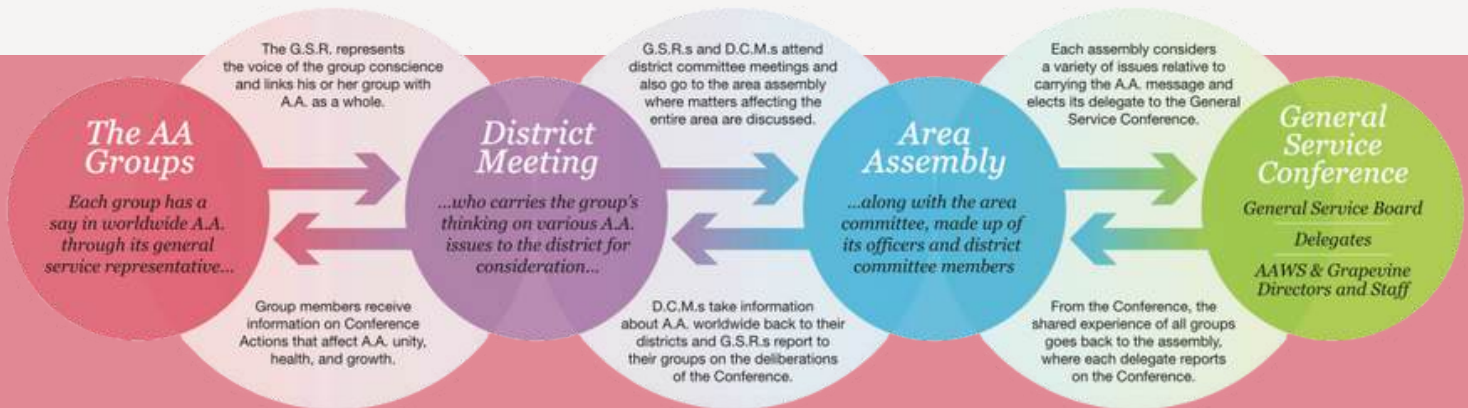 The G.S.R. represents
the voice of the group conscience
and links his or her group with
A.A. as a whole.
G.S.R.s and D.C.M.s attend
district committee meetings and
also go to the area assembly
where matters affecting the
entire area are discussed.
Each assembly considers
a variety of issues relative to
carrying the A.A. message and
elects its delegate to the General
Service Conference.
The AA
Groups
Each group has a
say in worldwide A.A.
through its general
service representative...
District
Meeting
...who carries the group's
thinking on various A.A.
issues to the district for
consideration...
Area
Assembly
...along with the area
committee, made up of
its officers and district
committee members
General
Service
Conference
General Service Board
Delegates
AAWS & Grapevine
Directors and Staff
Group members receive
information on Conference
Actions that affect A.A. unity,
health, and growth.
D.C.M.s take information
about A.A. worldwide back to their
districts and G.S.R.s report to
their groups on the deliberations
of the Conference.
From the Conference, the
shared experience of all groups
goes back to the assembly,
where each delegate reports
on the Conference.